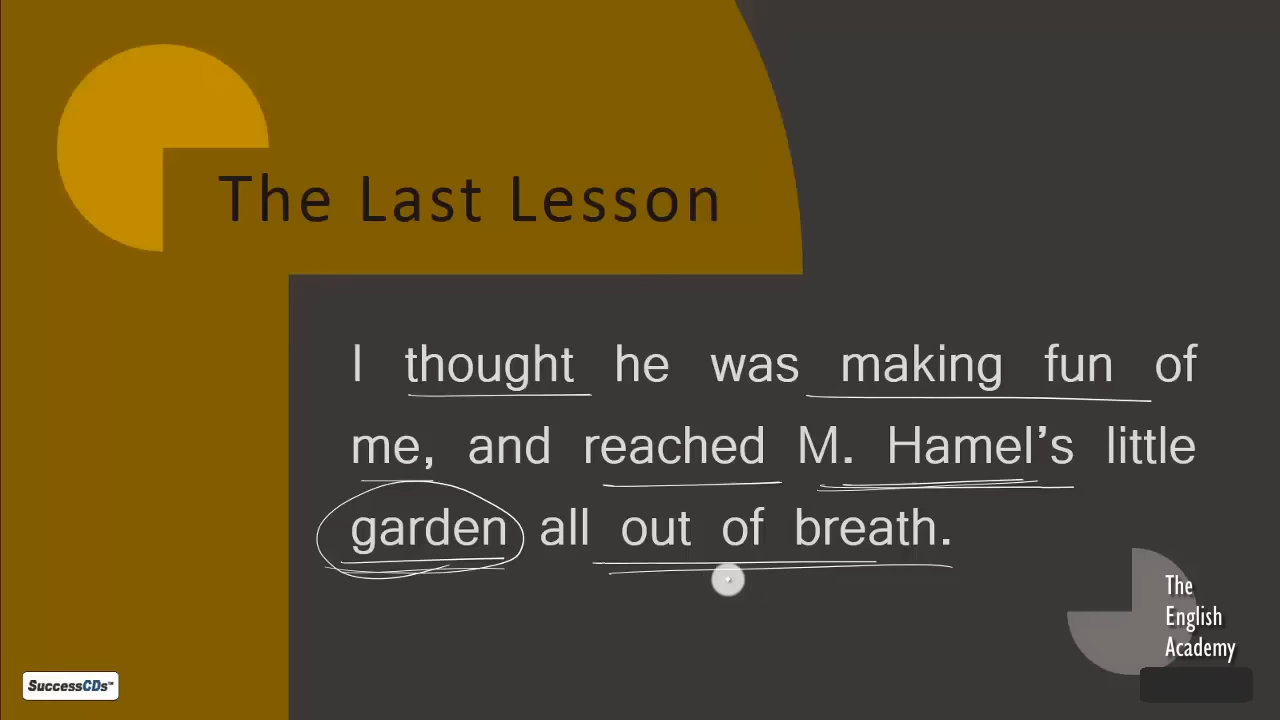 The Last Lesson
I thought he was making fun of
me, and reached M. Hamel’s little
garden all out of breath.
The
English
Academy
SuccessCDs™